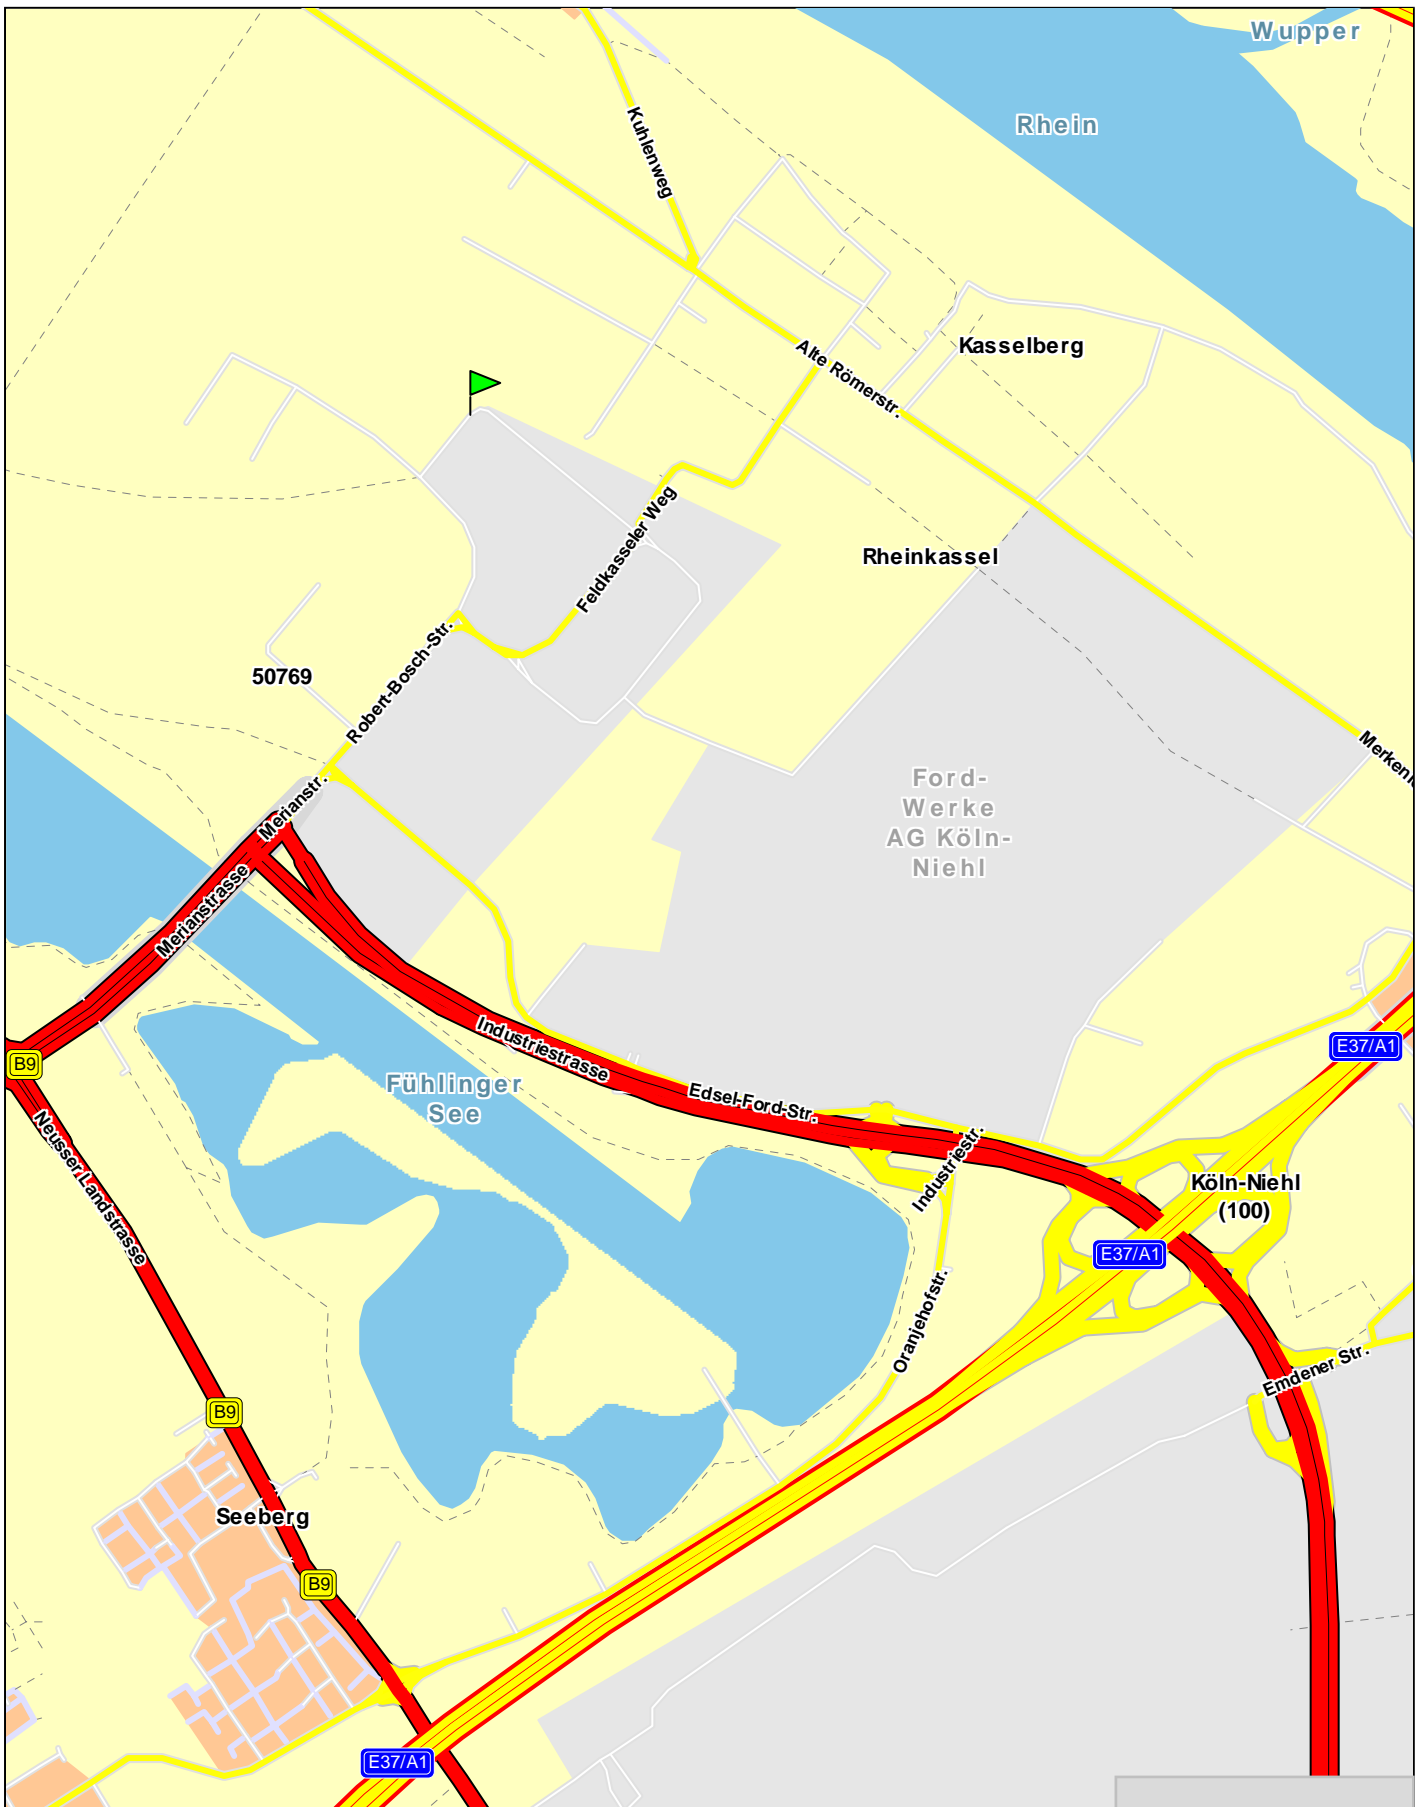 Wupper
Rhein
Kuhlenweg
Kasselberg
Alte Römerstr.
Feldkasseler Weg
Rheinkassel
Robert-Bosch-Str.
50769
Merianstr.
Ford-
Werke
AG Köln-
Niehl
Merianstrasse
Industriestrasse
E37/A1
B9
Fühlinger
See
Edsel-Ford-Str.
Neusser Landstrasse
Industriestr.
Köln-Niehl
(100)
E37/A1
Oranjehofstr.
Emdener Str.
B9
Seeberg
B9
E37/A1